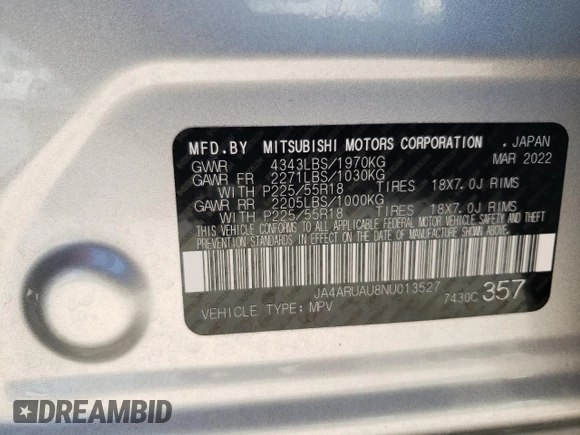 MFD.BY MITSUBISHI MOTORS CORPORATION . JAPAN
GVWR 4343LBS/1970KG MAR 2022
GAWR FR 2271LBS/1030KG
WITH P225/55R18 TIRES 18X7.0J RIMS
GAWR RR 2205LBS/1000KG
WITH P225/55R18 TIRES 18X7.0J RIMS
THIS VEHICLE CONFORMS TO ALL APPLICABLE FEDERAL MOTOR VEHICLE SAFETY AND THEFT
PREVENTION STANDARDS IN EFFECT ON THE DATE OF MANUFACTURE SHOWN ABOVE.
JA4ARUAU8NU013527
7430C 357
VEHICLE TYPE: MPV
DREAMBID